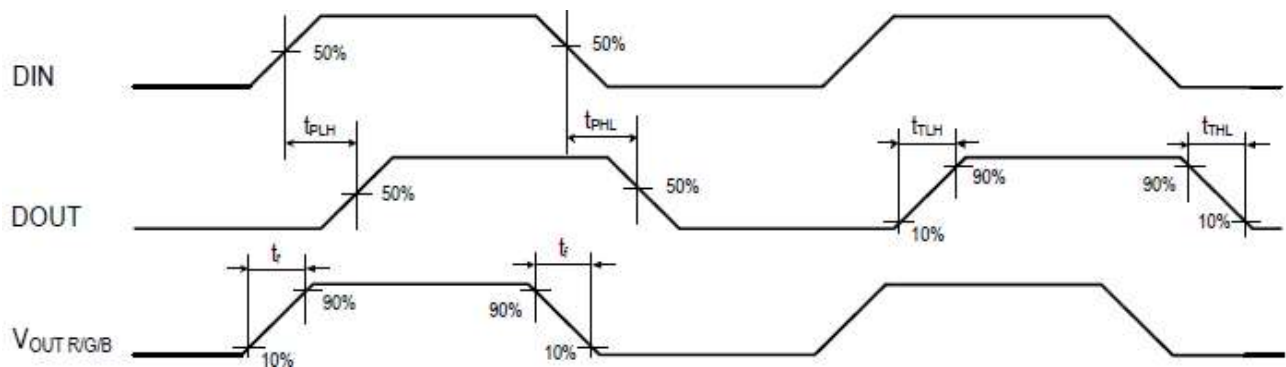 50%
50%
DIN
tPLH
tPHL
tTLH
tTHL
50%
50%
90%
90%
DOUT
10%
10%
tr
tf
90%
90%
VOUT R/G/B
10%
10%